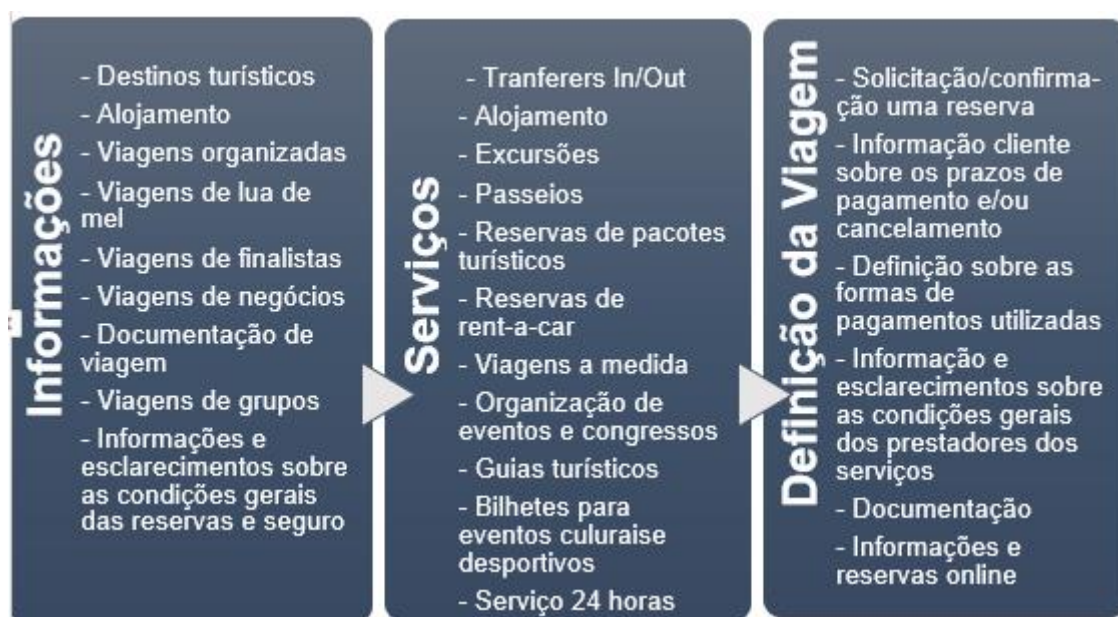 Informações
- Destinos turísticos
- Alojamento
- Viagens organizadas
- Viagens de lua de
mel
- Viagens de finalistas
- Viagens de negócios
- Documentação de
viagem
- Viagens de grupos
- Informações e
esclarecimentos sobre
as condições gerais
das reservas e seguro
Serviços
- Tranferers In/Out
- Alojamento
- Excursões
- Passeios
- Reservas de pacotes
turísticos
- Reservas de
rent-a-car
- Viagens a medida
- Organização de
eventos e congressos
- Guias turísticos
- Bilhetes para
eventos culuraise
desportivos
- Serviço 24 horas
Definição da Viagem
- Solicitação/confirma-
ção uma reserva
- Informação cliente
sobre os prazos de
pagamento e/ou
cancelamento
- Definição sobre as
formas de
pagamentos utilizadas
- Informação e
esclarecimentos sobre
as condições gerais
dos prestadores dos
serviços
- Documentação
- Informações e
reservas online